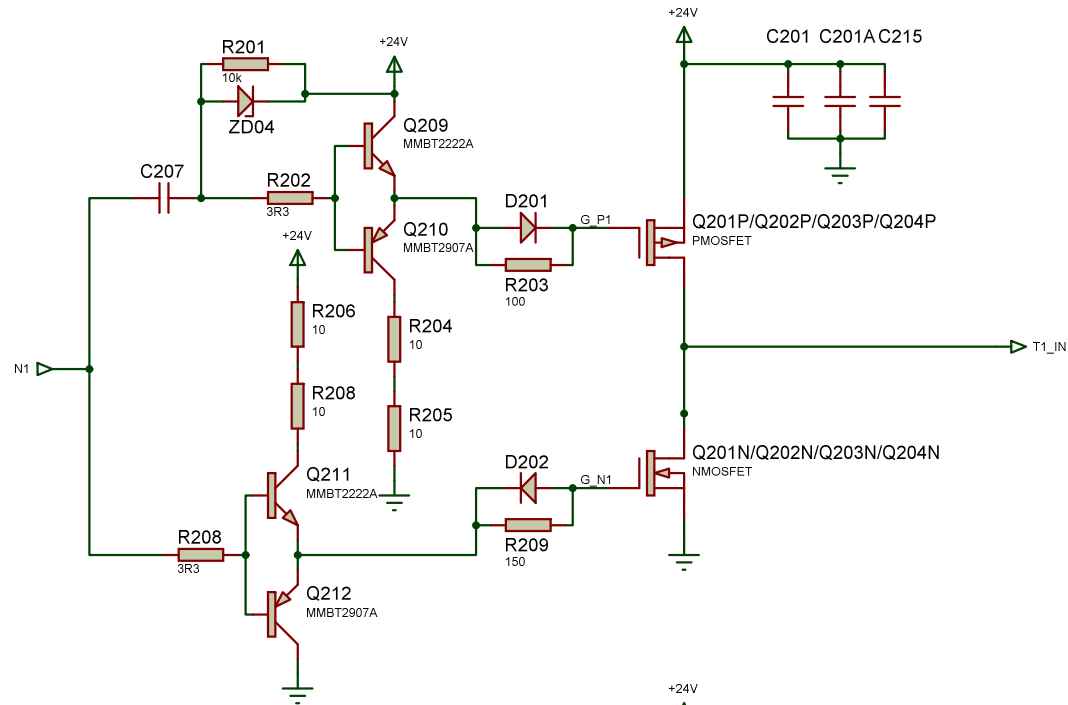 +24V
C201 C201A C215
R201
10k
+24V
ZD04
Q209
MMBT2222A
C207
R202
3R3
D201
G_P1
Q201P/Q202P/Q203P/Q204P
PMOSFET
+24V
Q210
MMBT2907A
R203
100
R206
10
R204
10
N1
T1_IN
R208
10
R205
10
D202
G_N1
Q201N/Q202N/Q203N/Q204N
NMOSFET
Q211
MMBT2222A
R208
3R3
R209
150
Q212
MMBT2907A
+24V